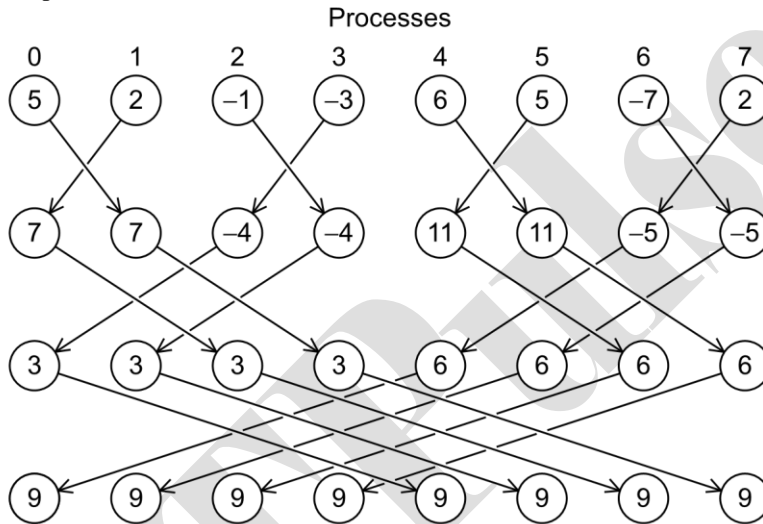 Processes
0 1 2 3 4 5 6 7
5 2 –1 –3 6 5 –7 2
7 7 –4 –4 11 11 –5 –5
3 3 3 3 6 6 6 6
9 9 9 9 9 9 9 9